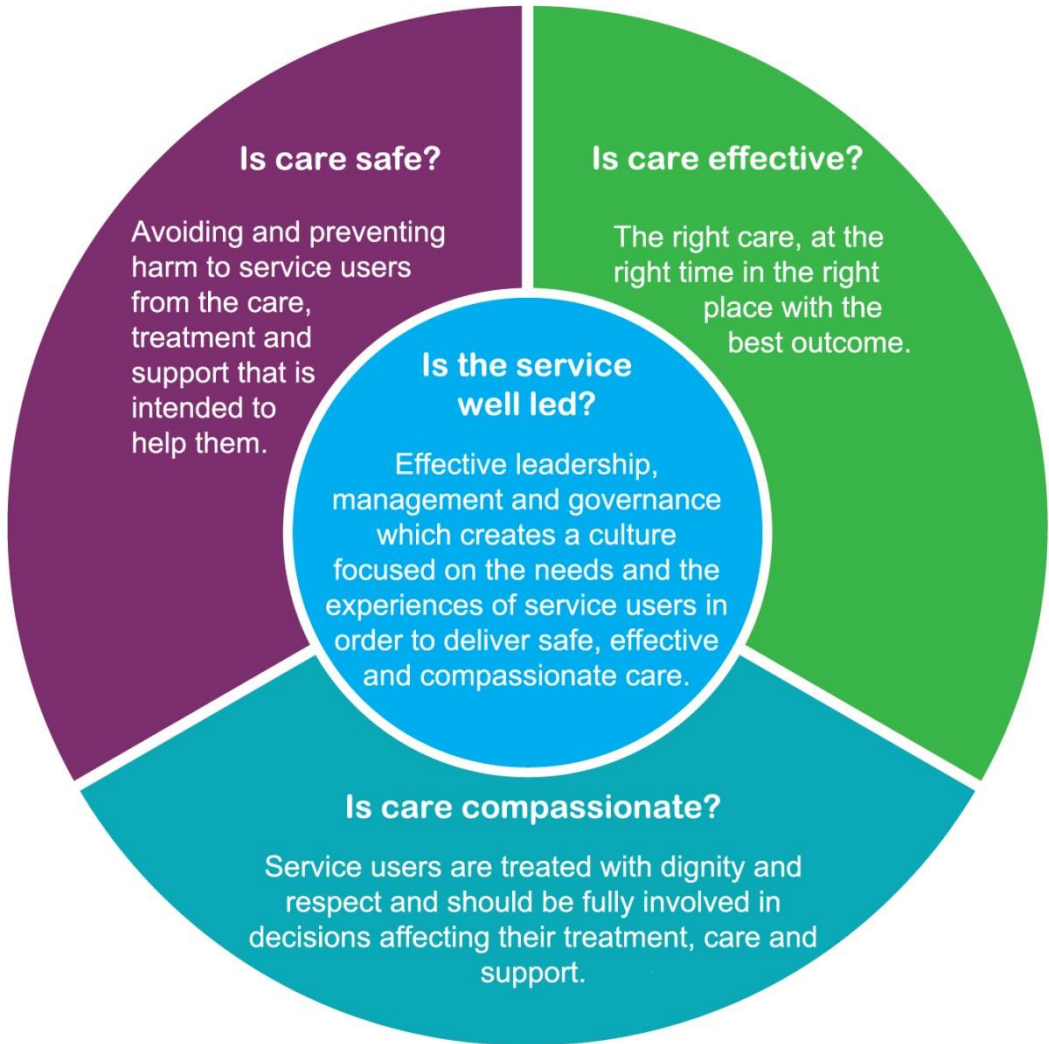 Is care safe?
Avoiding and preventing
harm to service users
from the care,
treatment and
support that is
intended to
help them.
Is care effective?
The right care, at the
right time in the right
place with the
best outcome.
Is the service
well led?
Effective leadership,
management and governance
which creates a culture
focused on the needs and the
experiences of service users in
order to deliver safe, effective
and compassionate care.
Is care compassionate?
Service users are treated with dignity and
respect and should be fully involved in
decisions affecting their treatment, care and
support.